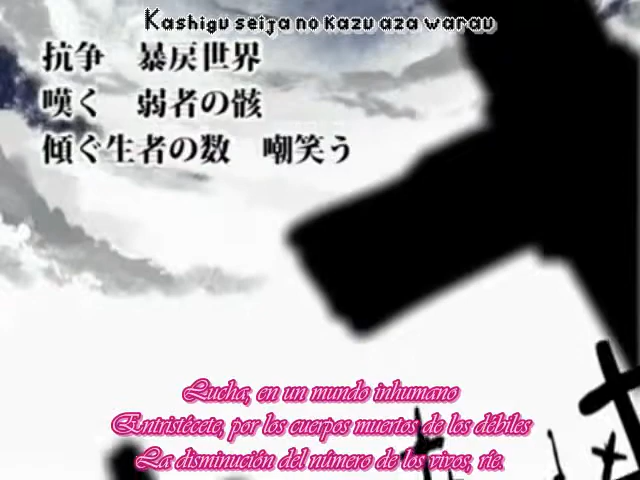 Kashigu seija no kazu aza warau
抗争　暴戻世界
嘆く　弱者の骸
傾ぐ生者の数　嘲笑う
Lucha, en un mundo inhumano
Entristécete, por los cuerpos muertos de los débiles
La disminución del número de los vivos, ríe.